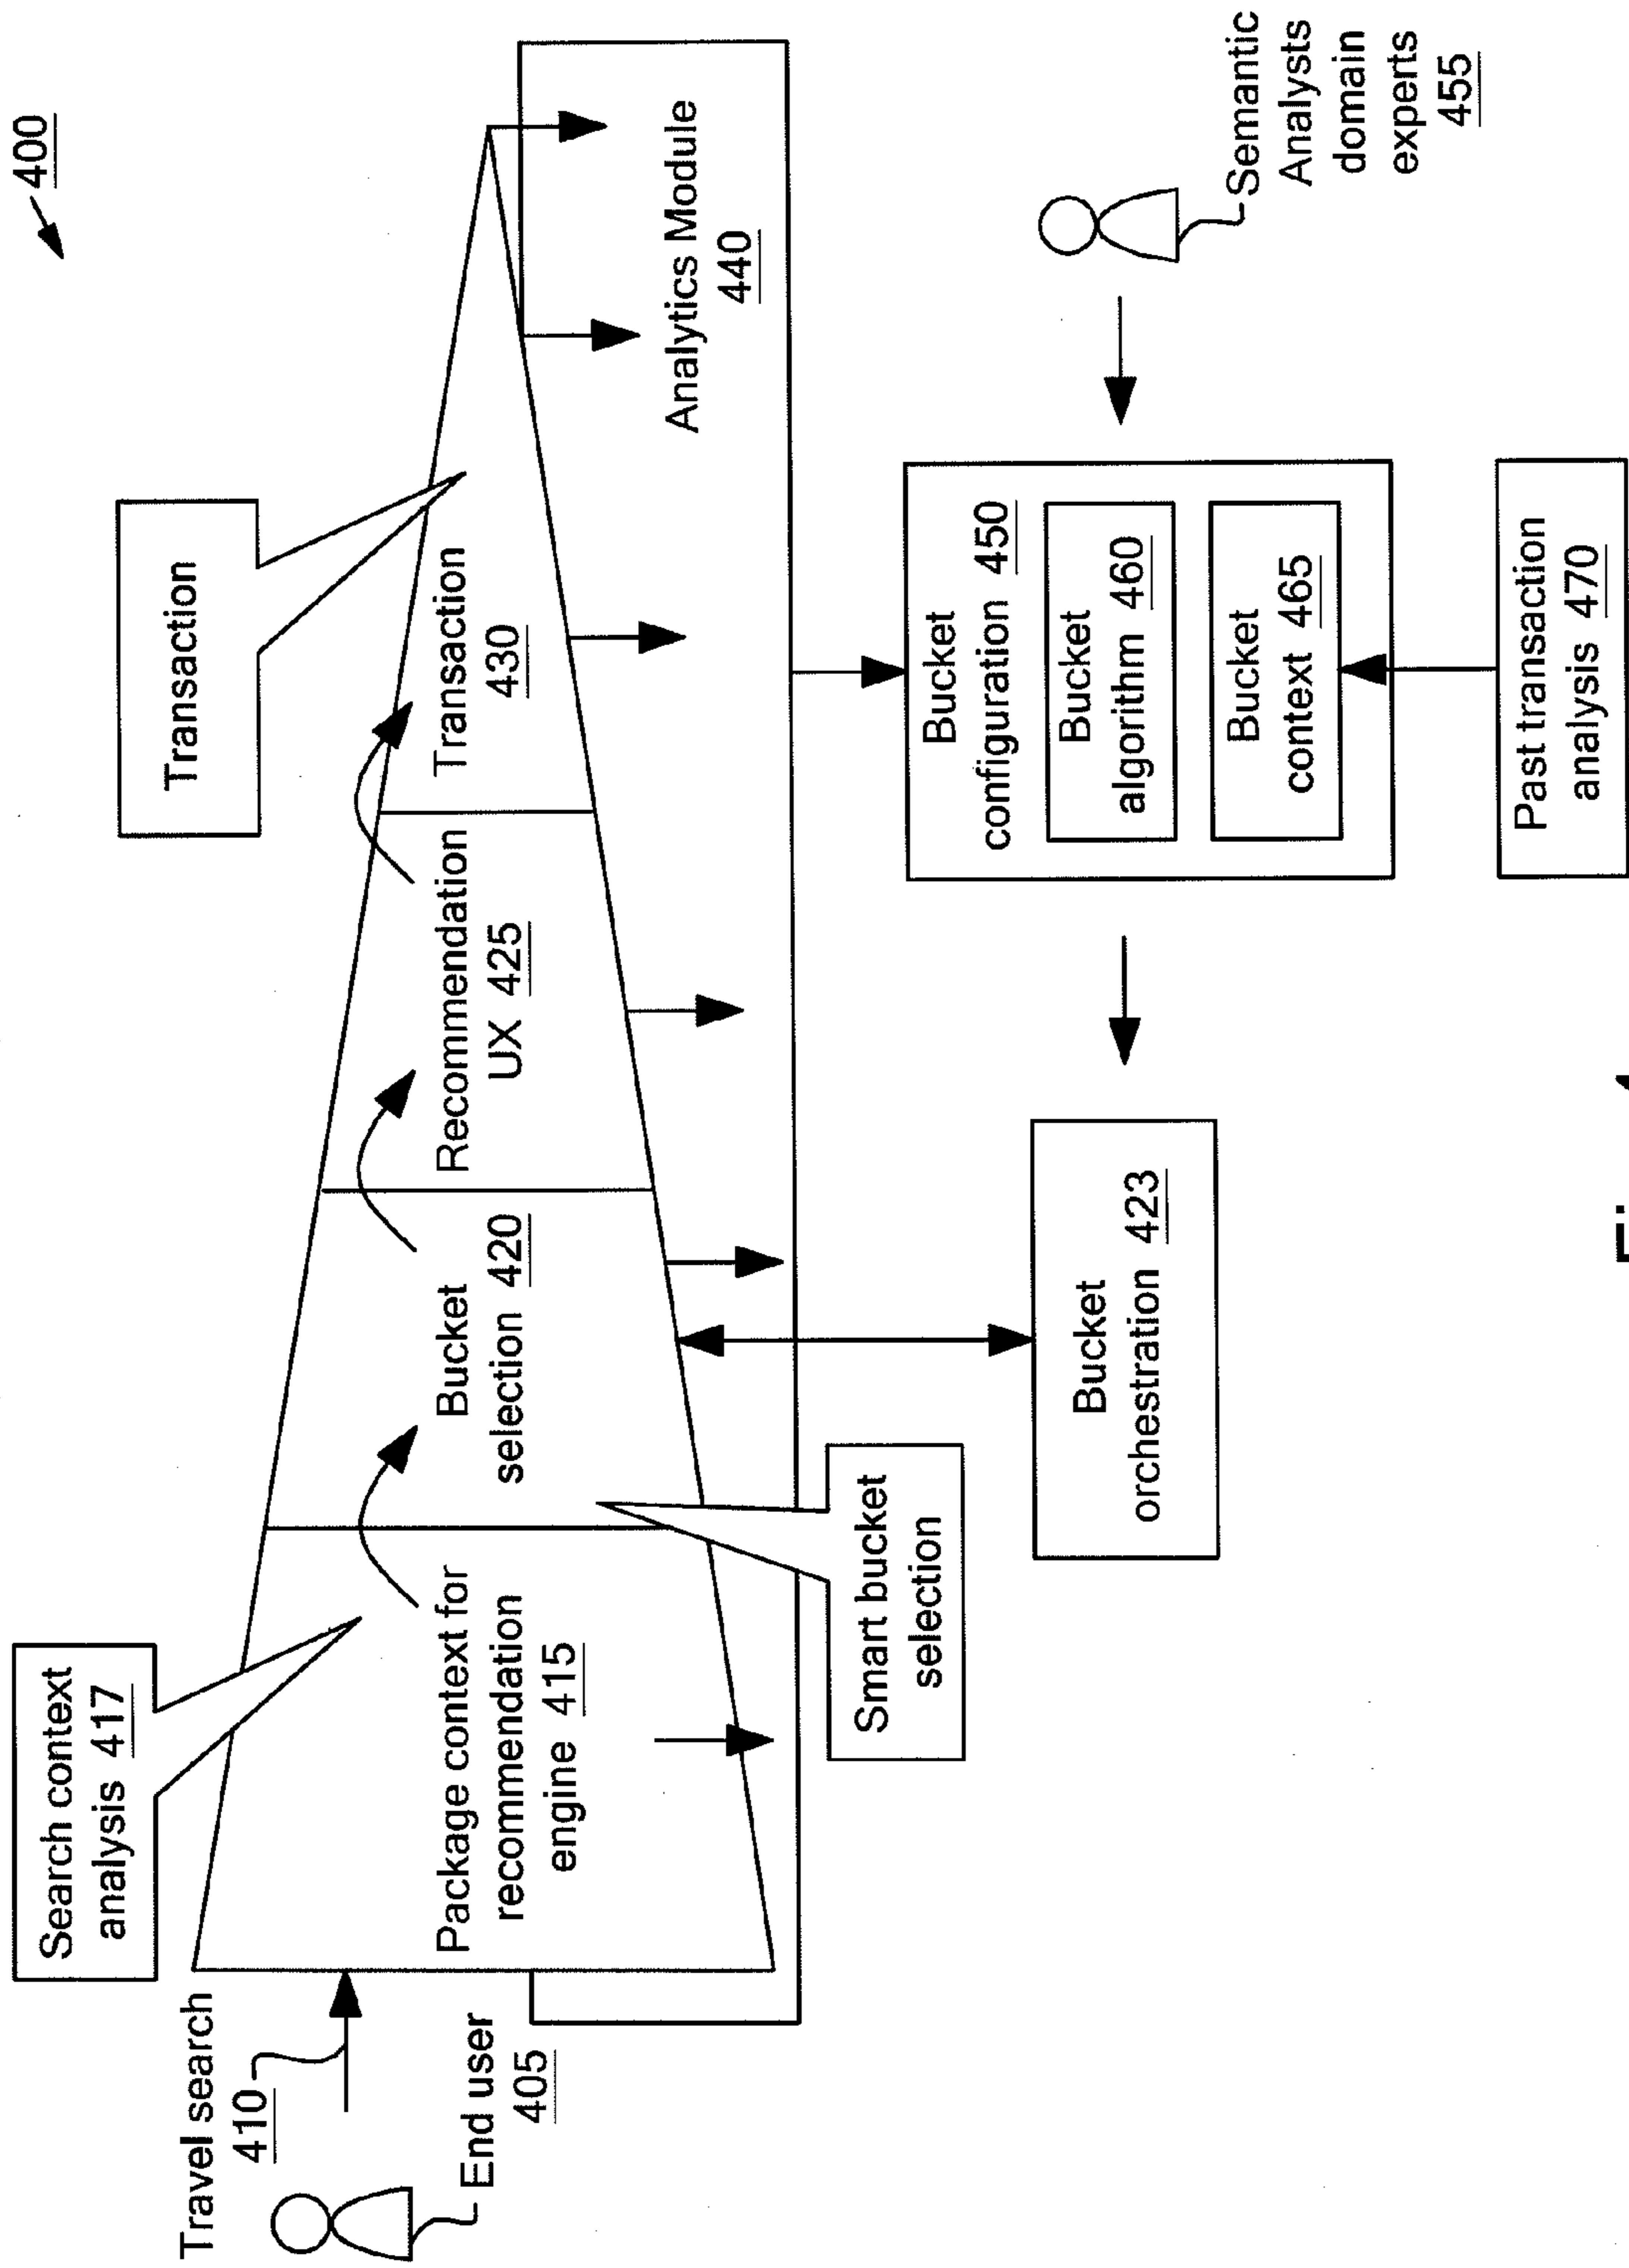 400
Search context
analysis 417
Transaction
Travel search
410
End user
405
Package context for
recommendation
engine 415
Bucket
selection 420
Recommendation
UX 425
Transaction
430
Analytics Module
440
Smart bucket
selection
Bucket
orchestration 423
Bucket
configuration 450
Bucket
algorithm 460
Bucket
context 465
Semantic
Analysts
domain
experts
455
Past transaction
analysis 470